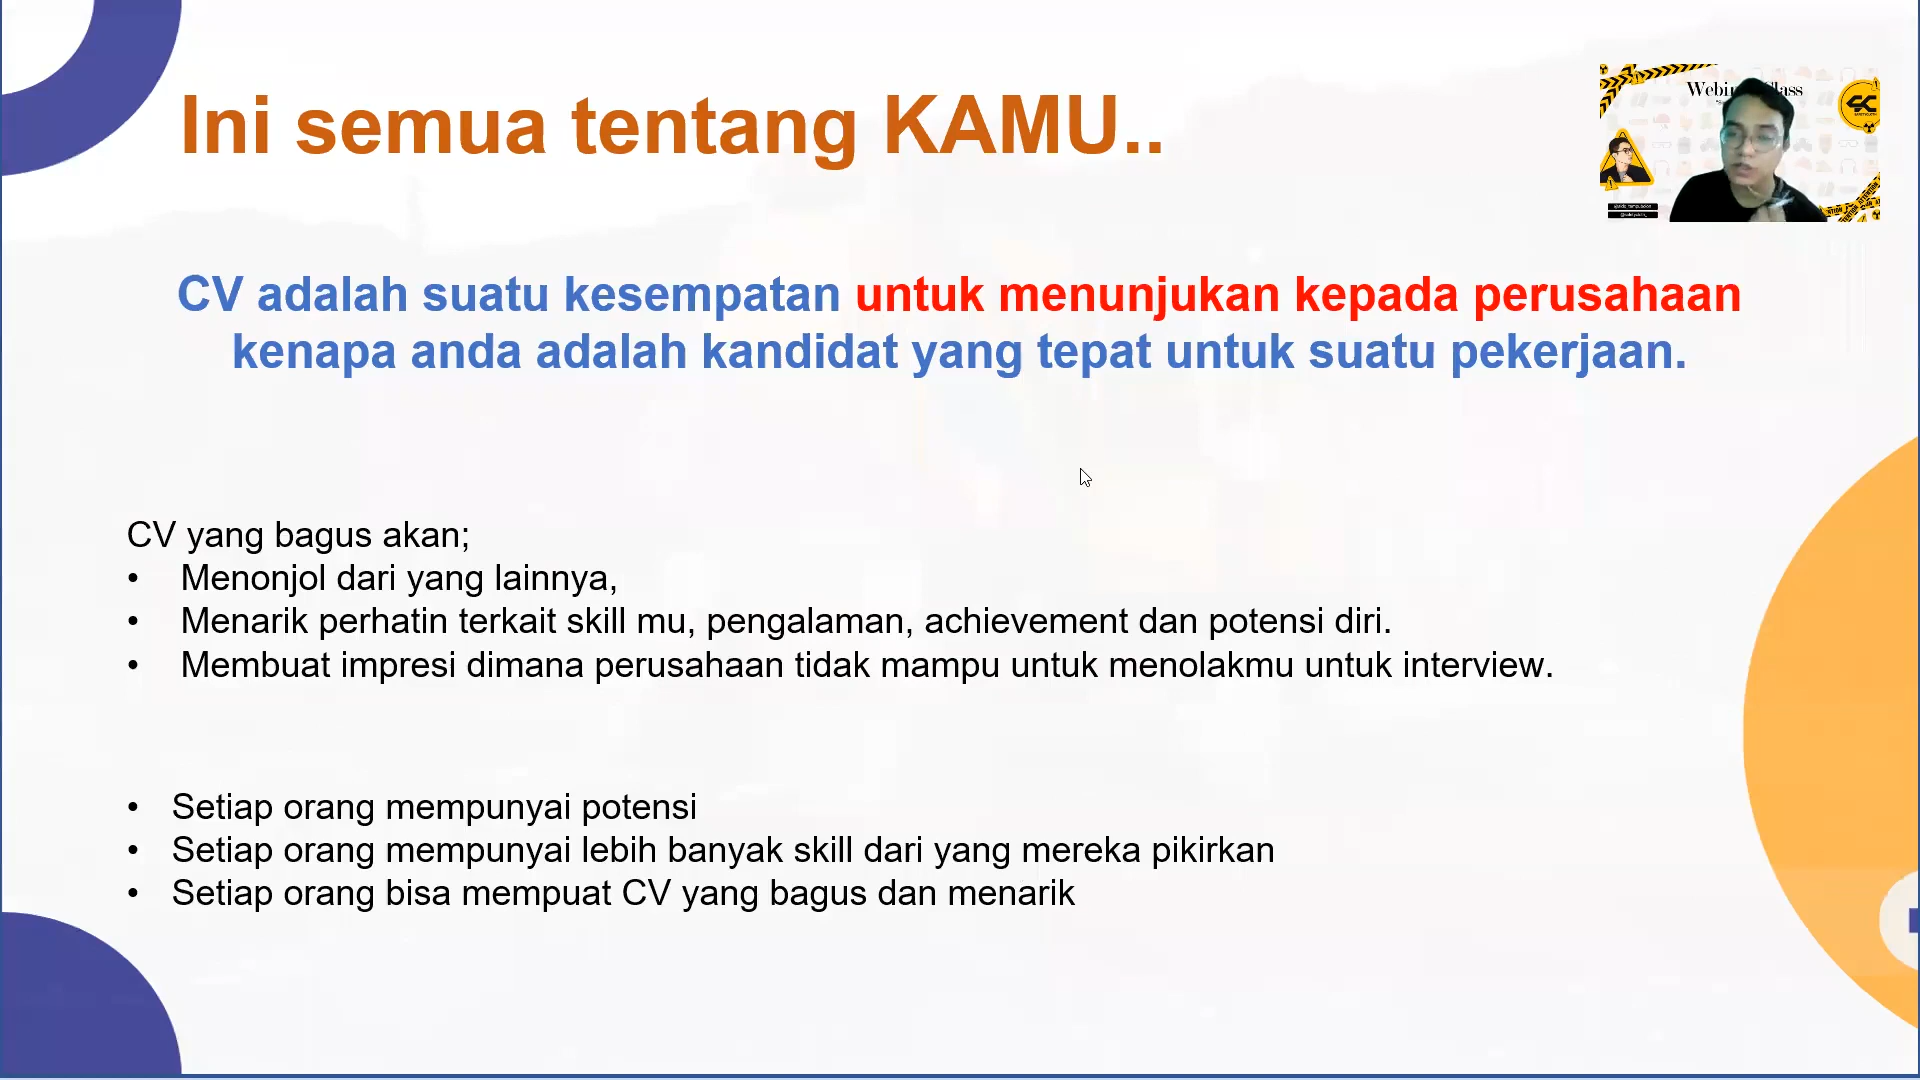 Ini semua tentang KAMU..
CV adalah suatu kesempatan untuk menunjukan kepada perusahaan
kenapa anda adalah kandidat yang tepat untuk suatu pekerjaan.
CV yang bagus akan;
• Menonjol dari yang lainnya,
• Menarik perhatin terkait skill mu, pengalaman, achievement dan potensi diri.
• Membuat impresi dimana perusahaan tidak mampu untuk menolakmu untuk interview.
• Setiap orang mempunyai potensi
• Setiap orang mempunyai lebih banyak skill dari yang mereka pikirkan
• Setiap orang bisa mempuat CV yang bagus dan menarik